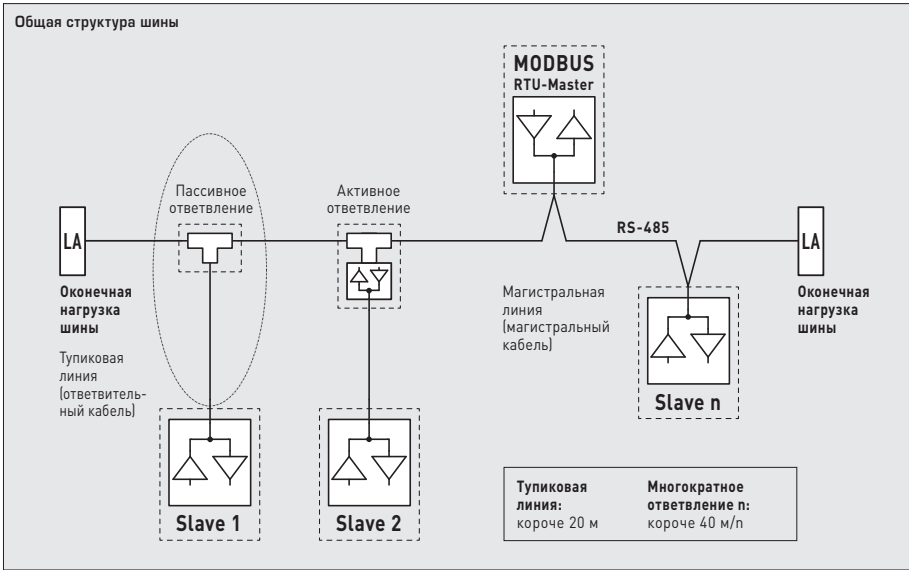 Общая структура шины
MODBUS
RTU-Master
Пассивное
ответвление
Активное
ответвление
LA
RS-485
LA
Оконечная
нагрузка
шины
Магистральная
линия
(магистральный
кабель)
Оконечная
нагрузка
шины
Тупиковая
линия
(ответвитель-
ный кабель)
Slave n
Slave 1
Slave 2
Тупиковая
линия:
короче 20 м
Многократное
ответвление n:
короче 40 м/n